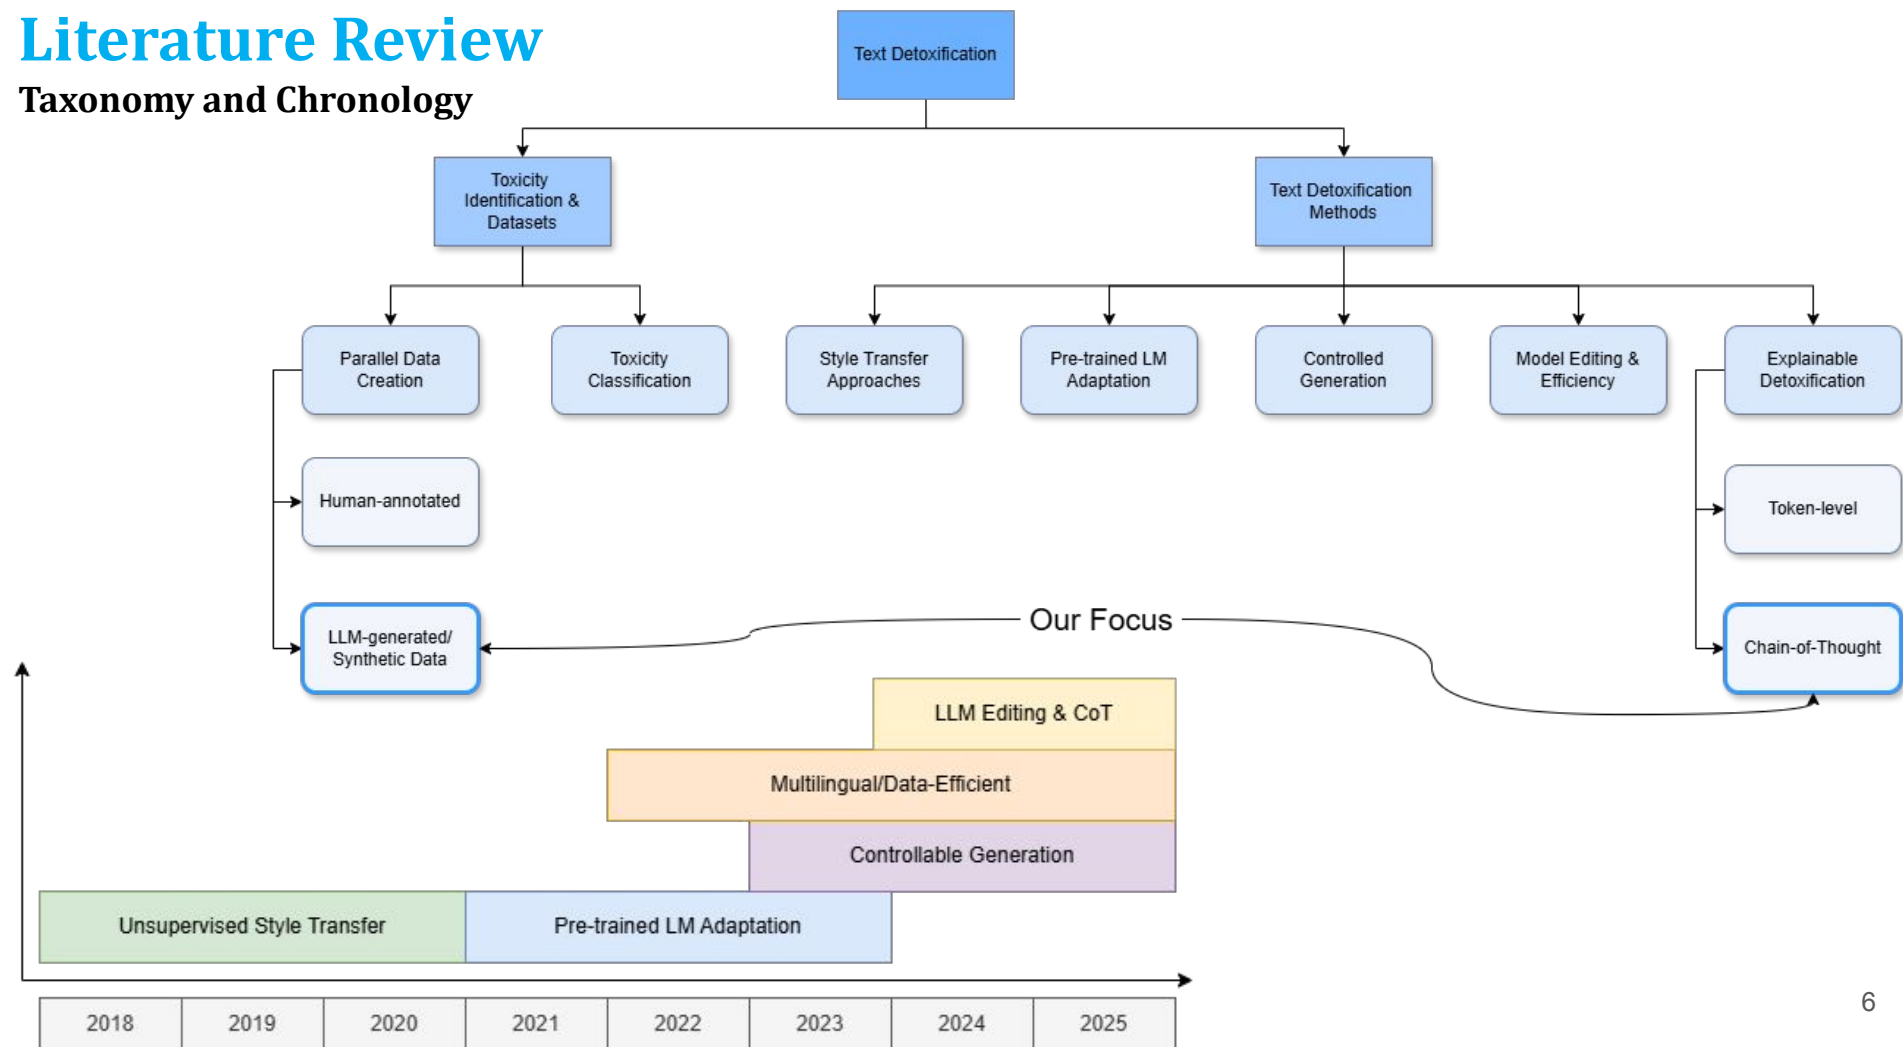 Literature Review
Taxonomy and Chronology
Text Detoxification
Toxicity
Identification &
Datasets
Text Detoxification
Methods
Parallel Data
Creation
Toxicity
Classification
Style Transfer
Approaches
Pre-trained LM
Adaptation
Controlled
Generation
Model Editing &
Efficiency
Explainable
Detoxification
Human-annotated
Token-level
LLM-generated/
Synthetic Data
Our Focus
Chain-of-Thought
LLM Editing & CoT
Multilingual/Data-Efficient
Controllable Generation
Unsupervised Style Transfer
Pre-trained LM Adaptation
2018
2019
2020
2021
2022
2023
2024
2025
6